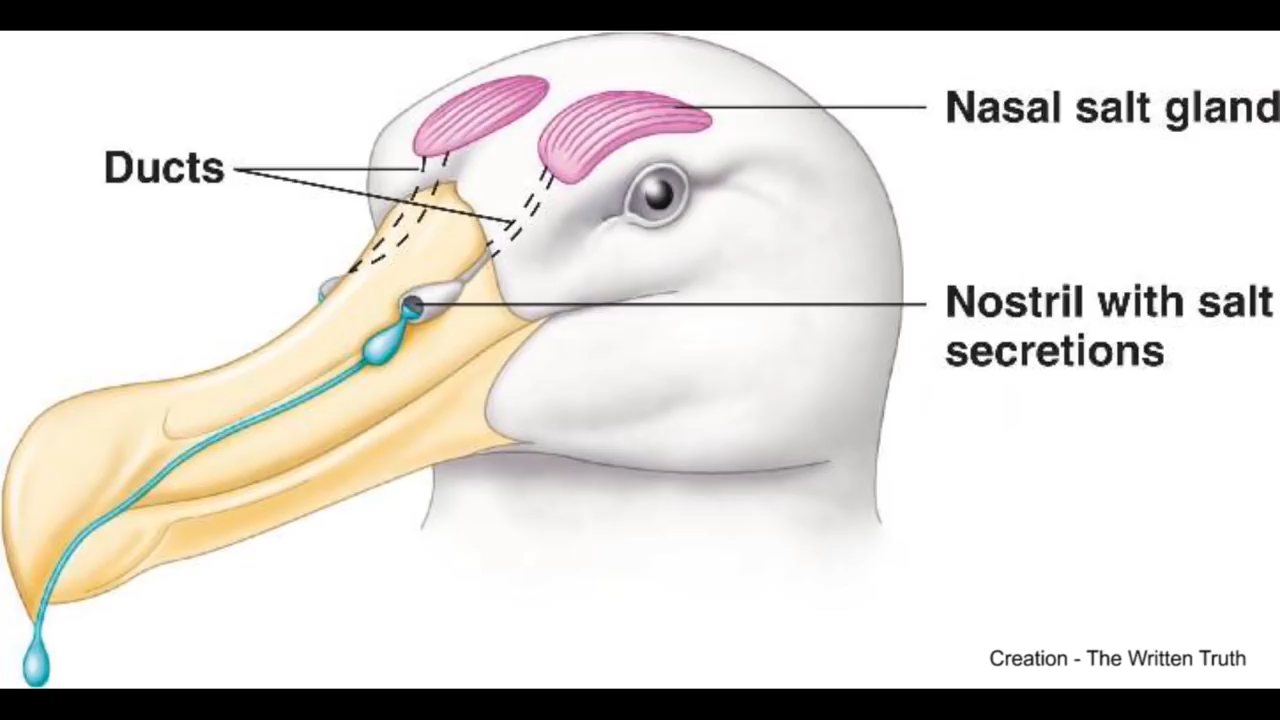 Nasal salt gland
Ducts
Nostril with salt
secretions
Creation - The Written Truth